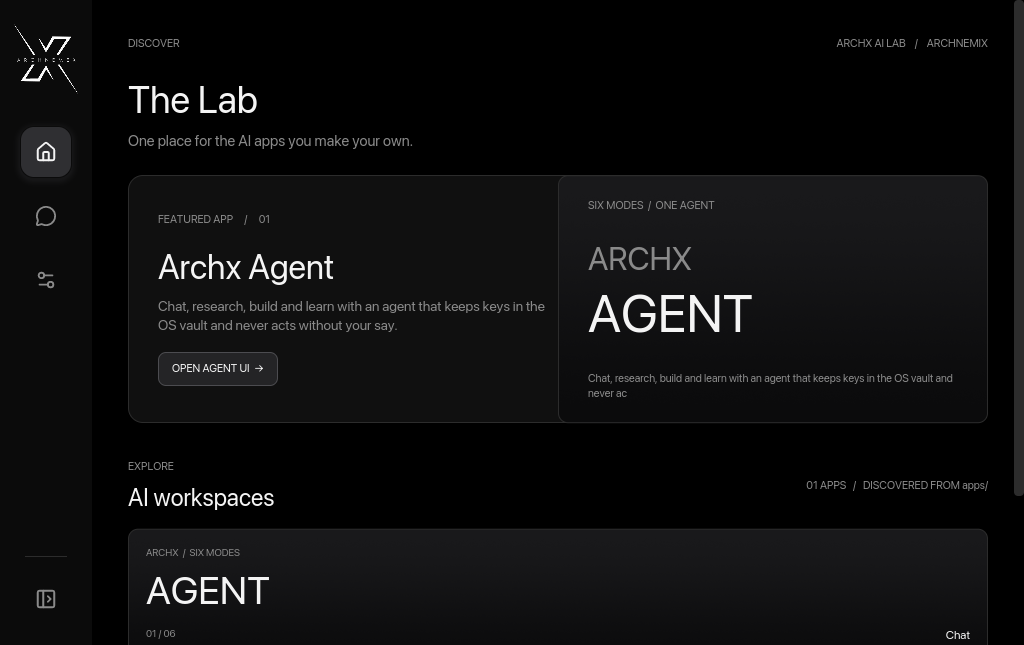 ARCHNEMIX
DISCOVER
ARCHX AI LAB / ARCHNEMIX
The Lab
One place for the AI apps you make your own.
FEATURED APP / 01
Archx Agent
Chat, research, build and learn with an agent that keeps keys in the
OS vault and never acts without your say.
OPEN AGENT UI →
SIX MODES / ONE AGENT
ARCHX
AGENT
Chat, research, build and learn with an agent that keeps keys in the OS vault and
never ac
EXPLORE
AI workspaces
01 APPS / DISCOVERED FROM apps/
ARCHX / SIX MODES
AGENT
01 / 06
Chat